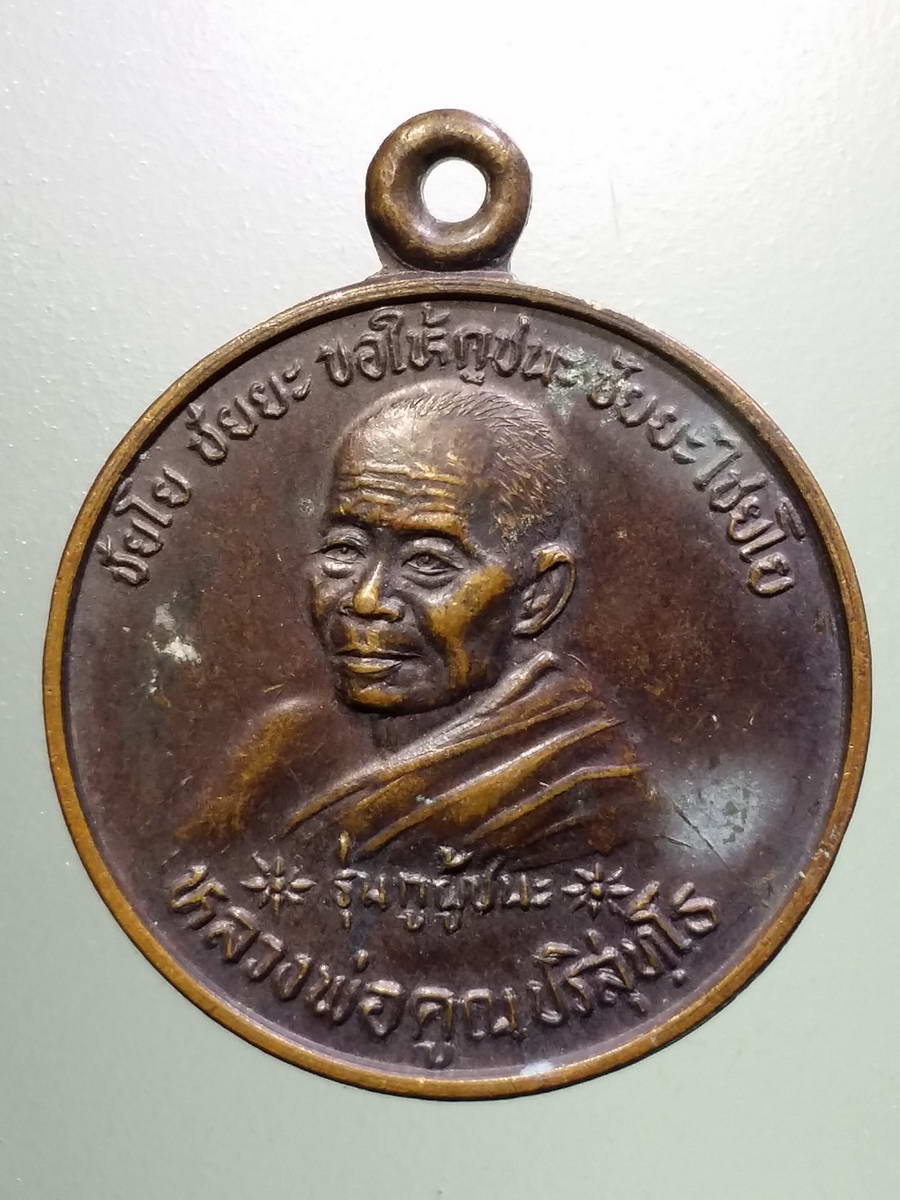 ชัยโย ชัยยะ ขอให้กูชนะ ชัยยะ ไชยโย
รุ่นกูผู้ชนะ
หลวงพ่อคูณ ปริสุทฺโธ